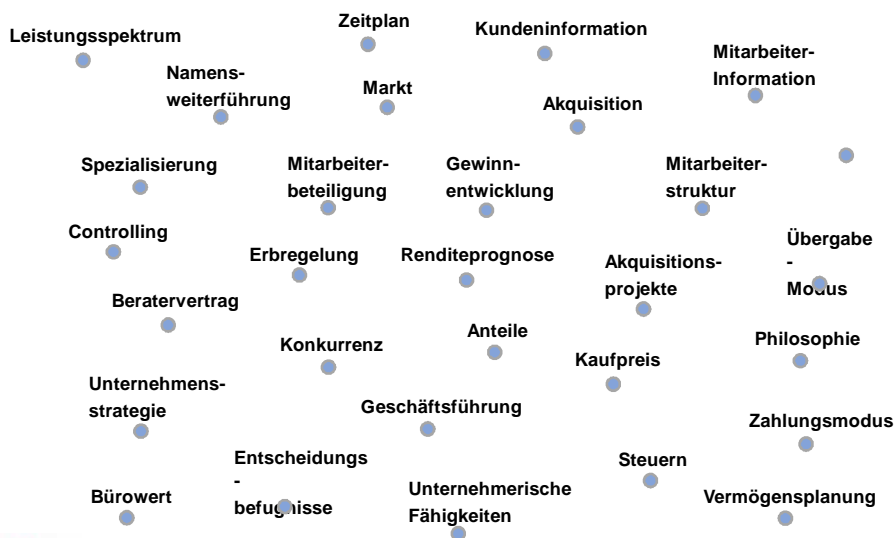 Leistungsspektrum
Zeitplan
Kundeninformation
Mitarbeiter-
Information
Namens-
weiterführung
Markt
Akquisition
Spezialisierung
Mitarbeiter-
beteiligung
Gewinn-
entwicklung
Mitarbeiter-
struktur
Controlling
Erbregelung
Renditeprognose
Akquisitions-
projekte
Übergabe
-
Modus
Beratervertrag
Konkurrenz
Anteile
Kaufpreis
Philosophie
Unternehmens-
strategie
Geschäftsführung
Zahlungsmodus
Entscheidungs
-
befugnisse
Steuern
Bürowert
Unternehmerische
Fähigkeiten
Vermögensplanung